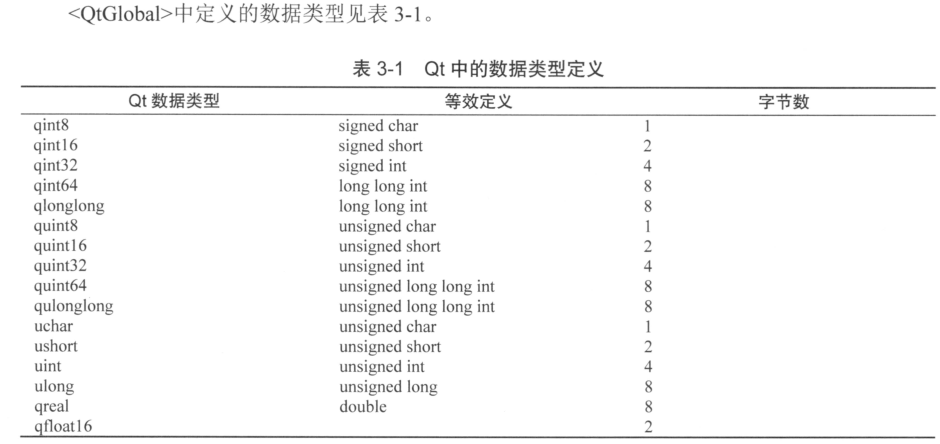 <QtGlobal>中定义的数据类型见表 3-1。
表 3-1 Qt 中的数据类型定义
Qt 数据类型 等效定义 字节数
qint8 signed char 1
qint16 signed short 2
qint32 signed int 4
qint64 long long int 8
qlonglong long long int 8
quint8 unsigned char 1
quint16 unsigned short 2
quint32 unsigned int 4
quint64 unsigned long long int 8
qulonglong unsigned long long int 8
uchar unsigned char 1
ushort unsigned short 2
uint unsigned int 4
ulong unsigned long 8
qreal double 8
qfloat16 2